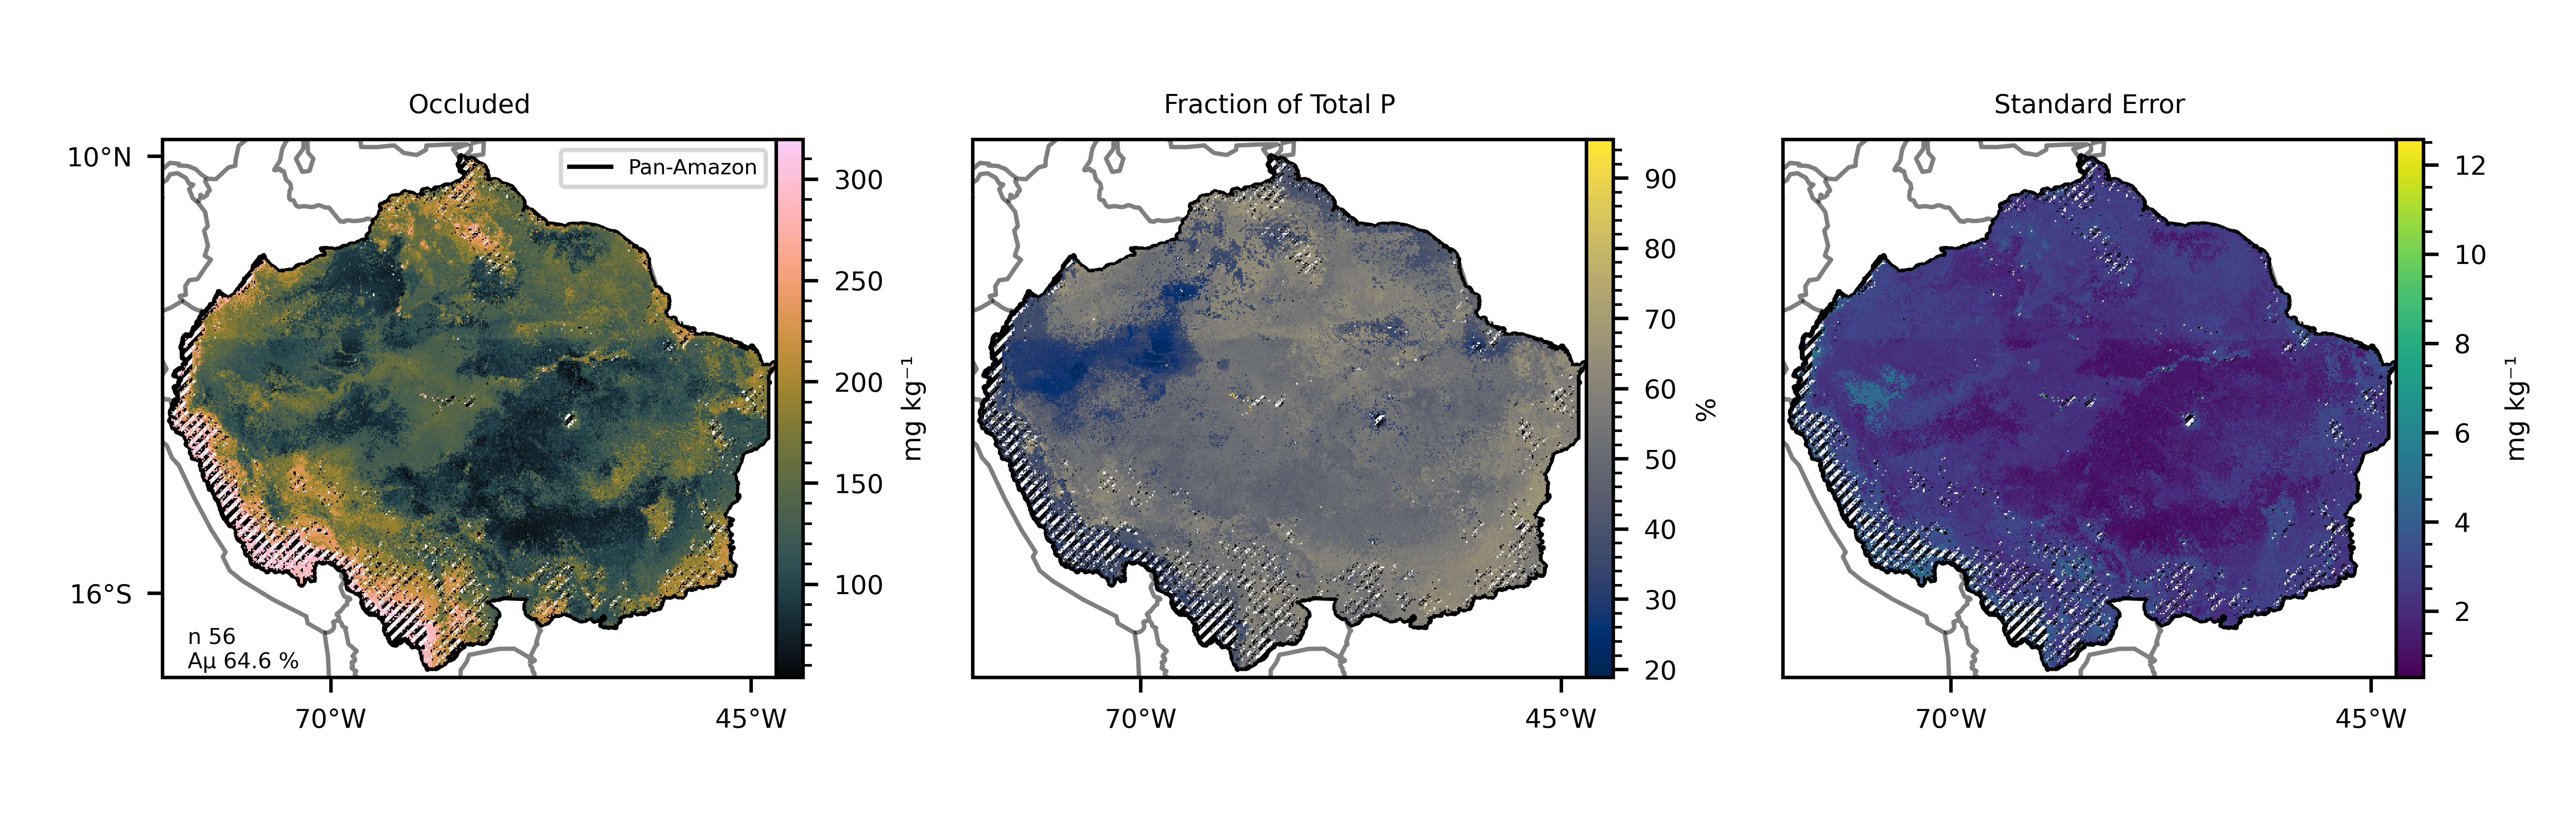 Occluded
Fraction of Total P
Standard Error
10°N
16°S
Pan-Amazon
n 56
Aµ 64.6 %
70°W
45°W
300
250
200
150
100
mg kg⁻¹
70°W
45°W
90
80
70
60
50
40
30
20
%
70°W
45°W
12
10
8
6
4
2
mg kg⁻¹